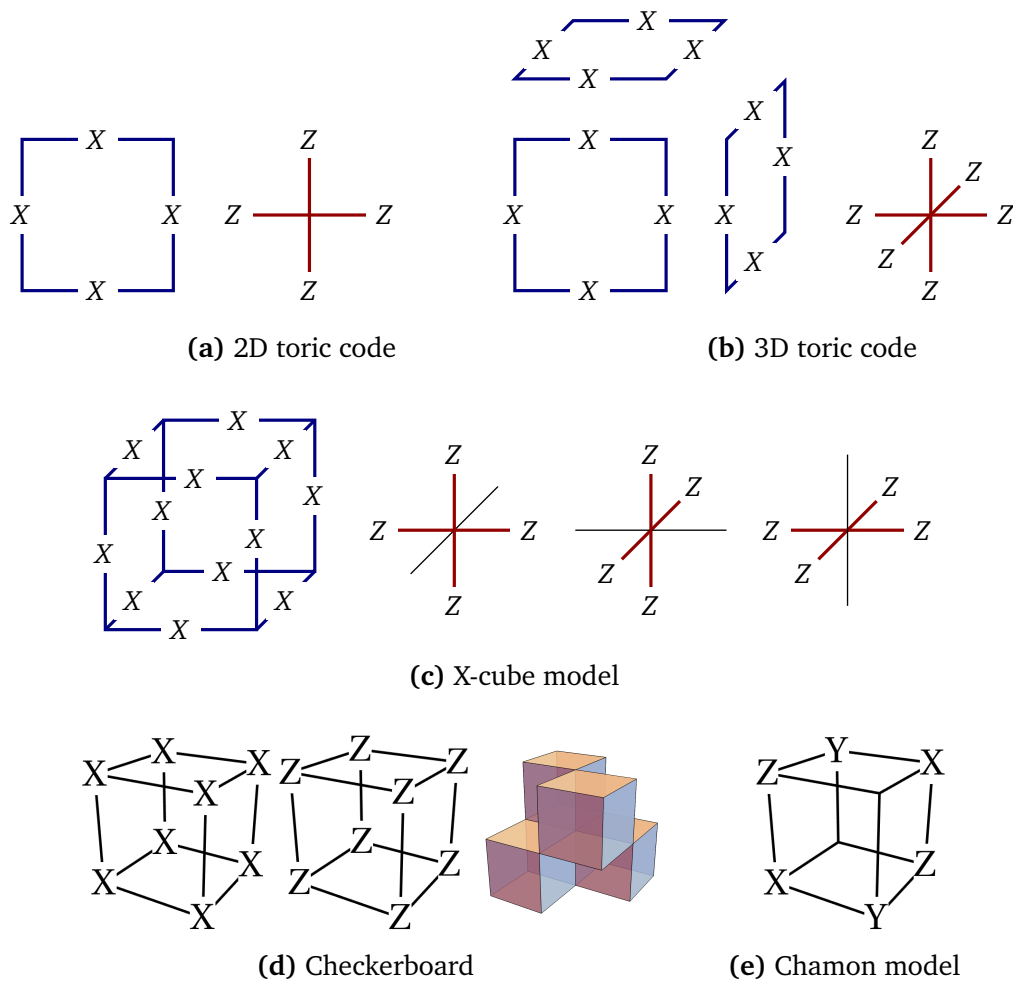 X
X
X
X X Z Z X X X Z Z
X X
X Z X Z
X Z Z X X
X Z
X Z X X Z
(a) 2D toric code (b) 3D toric code
X
X X
X Z Z
X X Z Z
X X Z Z Z Z
X
X X Z Z
X Z Z
(c) X-cube model
X X X Z Z Z Z Y X
X Z
X X Z Z Z
X Z X
X Z Y
(d) Checkerboard (e) Chamon model